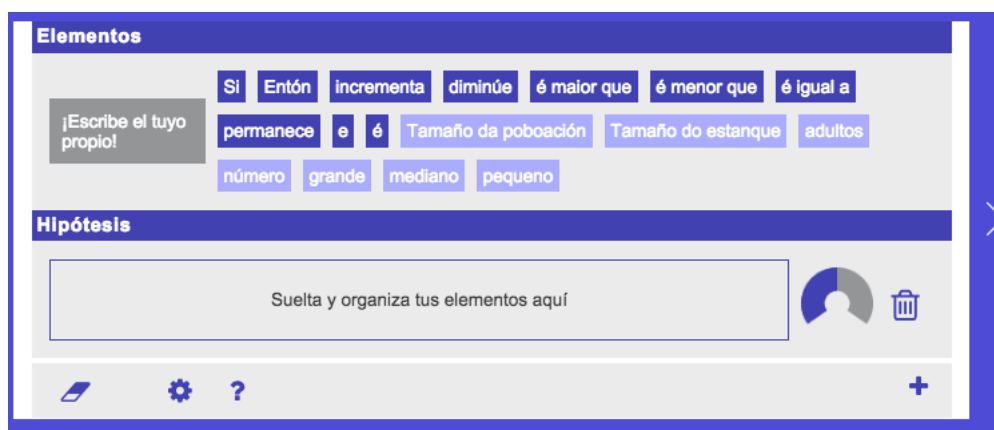 Elementos
Si Entón incrementa diminúe é maior que é menor que é igual a
¡Escribe el tuyo propio!
permanece e é Tamaño da poboación Tamaño do estanque adultos
número grande mediano pequeno
Hipótesis
Suelta y organiza tus elementos aquí
?
+